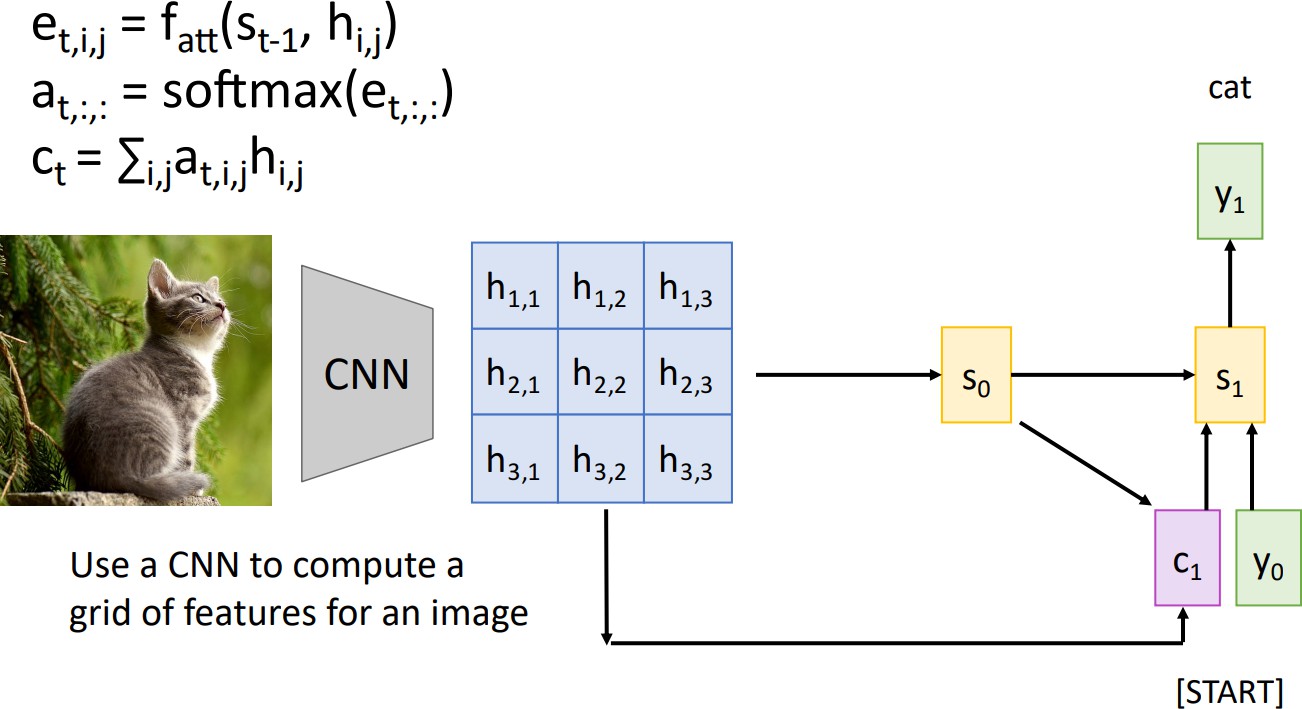 e_{t,i,j} = f_{att}(s_{t-1}, h_{i,j})
a_{t,:,:} = softmax(e_{t,:,:})
c_t = ∑_{i,j}a_{t,i,j}h_{i,j}
cat
y_1
CNN
h_{1,1} h_{1,2} h_{1,3}
h_{2,1} h_{2,2} h_{2,3}
h_{3,1} h_{3,2} h_{3,3}
s_0 s_1
c_1 y_0
Use a CNN to compute a
grid of features for an image
[START]